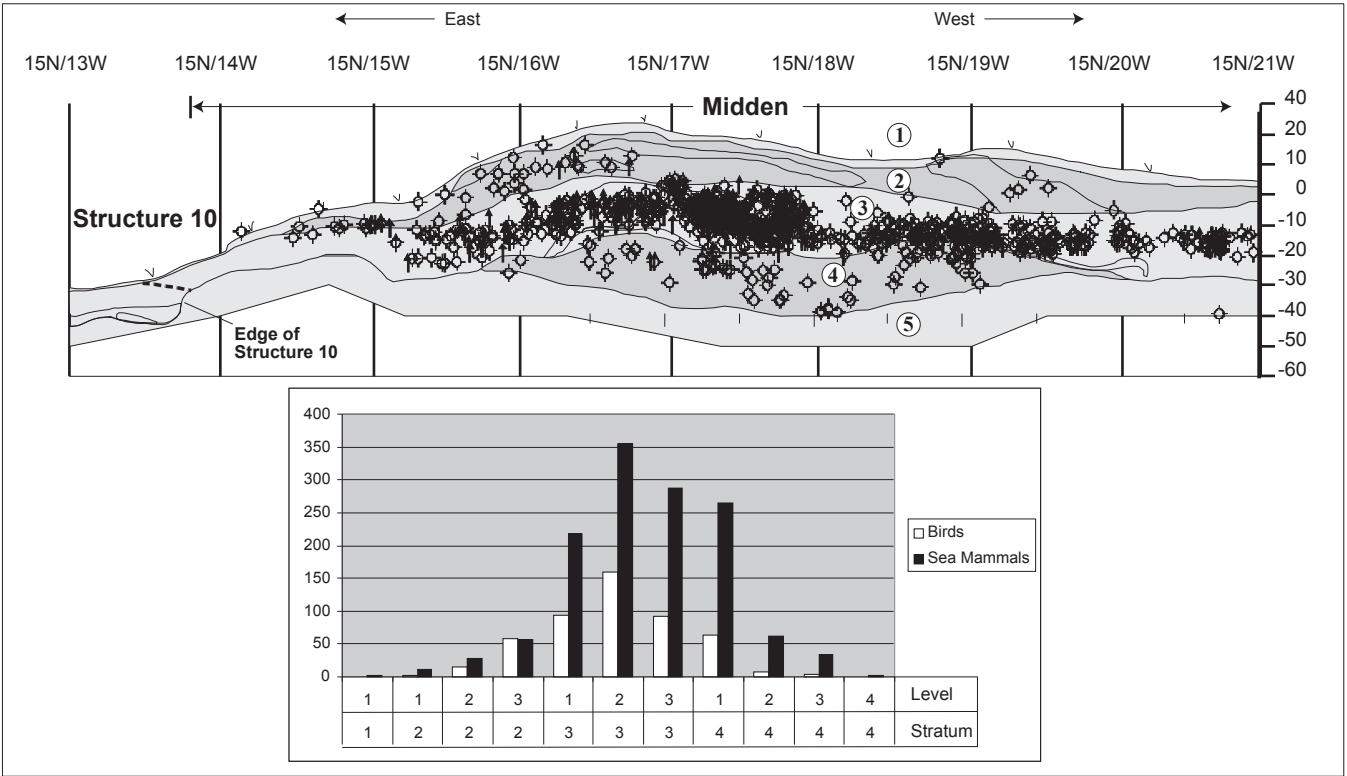 East West
15N/13W 15N/14W 15N/15W 15N/16W 15N/17W 15N/18W 15N/19W 15N/20W 15N/21W
Midden
40
20
10
0
-10
-20
-30
-40
-50
-60
1
2
3
4
5
Structure 10
Edge of
Structure 10
400
350
300
250
200
150
100
50
0
Birds
Sea Mammals
1 1 2 3 1 2 3 1 2 3 4 Level
1 2 2 2 3 3 3 4 4 4 4 Stratum